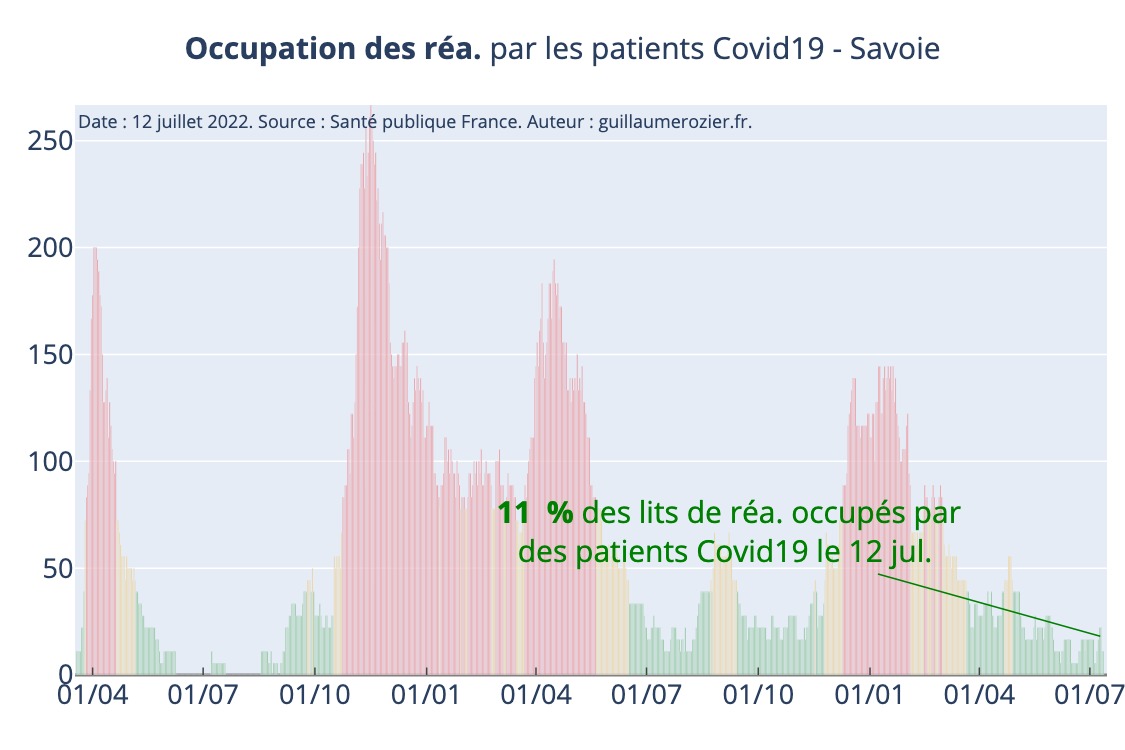 Occupation des réa. par les patients Covid19 - Savoie
Date : 12 juillet 2022. Source : Santé publique France. Auteur : guillaumerozier.fr.
250
200
150
100
11 % des lits de réa. occupés par
des patients Covid19 le 12 jul.
50
0
01/04 01/07 01/10 01/01 01/04 01/07 01/10 01/01 01/04 01/07